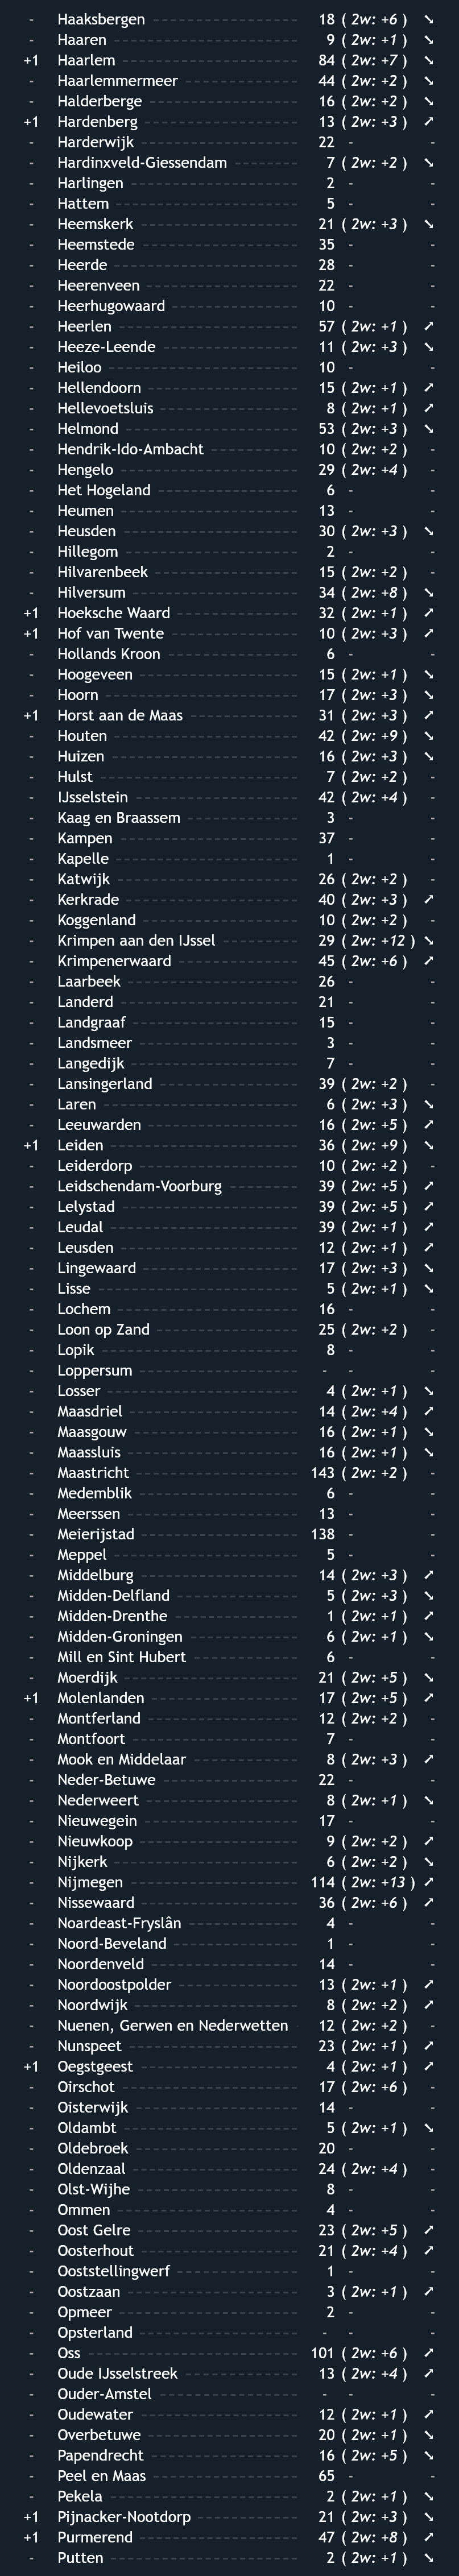 - Haaksbergen 18 ( 2w: +6 ) ↘
- Haaren 9 ( 2w: +1 ) ↘
+1 Haarlem 84 ( 2w: +7 ) ↘
- Haarlemmermeer 44 ( 2w: +2 ) ↘
- Halderberge 16 ( 2w: +2 ) ↘
+1 Hardenberg 13 ( 2w: +3 ) ↗
- Harderwijk 22 - -
- Hardinxveld-Giessendam 7 ( 2w: +2 ) ↘
- Harlingen 2 - -
- Hattem 5 - -
- Heemskerk 21 ( 2w: +3 ) ↘
- Heemstede 35 - -
- Heerde 28 - -
- Heerenveen 22 - -
- Heerhugowaard 10 - -
- Heerlen 57 ( 2w: +1 ) ↗
- Heeze-Leende 11 ( 2w: +3 ) ↘
- Heiloo 10 - -
- Hellendoorn 15 ( 2w: +1 ) ↗
- Hellevoetsluis 8 ( 2w: +1 ) ↗
- Helmond 53 ( 2w: +3 ) ↘
- Hendrik-Ido-Ambacht 10 ( 2w: +2 ) -
- Hengelo 29 ( 2w: +4 ) -
- Het Hogeland 6 - -
- Heumen 13 - -
- Heusden 30 ( 2w: +3 ) ↘
- Hillegom 2 - -
- Hilvarenbeek 15 ( 2w: +2 ) -
- Hilversum 34 ( 2w: +8 ) ↘
+1 Hoeksche Waard 32 ( 2w: +1 ) ↗
+1 Hof van Twente 10 ( 2w: +3 ) ↗
- Hollands Kroon 6 - -
- Hoogeveen 15 ( 2w: +1 ) ↘
- Hoorn 17 ( 2w: +3 ) ↘
+1 Horst aan de Maas 31 ( 2w: +3 ) ↗
- Houten 42 ( 2w: +9 ) ↘
- Huizen 16 ( 2w: +3 ) ↘
- Hulst 7 ( 2w: +2 ) -
- IJsselstein 42 ( 2w: +4 ) -
- Kaag en Braassem 3 - -
- Kampen 37 - -
- Kapelle 1 - -
- Katwijk 26 ( 2w: +2 ) -
- Kerkrade 40 ( 2w: +3 ) ↗
- Koggenland 10 ( 2w: +2 ) -
- Krimpen aan den IJssel 29 ( 2w: +12 ) ↘
- Krimpenerwaard 45 ( 2w: +6 ) ↗
- Laarbeek 26 - -
- Landerd 21 - -
- Landgraaf 15 - -
- Landsmeer 3 - -
- Langedijk 7 - -
- Lansingerland 39 ( 2w: +2 ) -
- Laren 6 ( 2w: +3 ) ↘
- Leeuwarden 16 ( 2w: +5 ) ↗
+1 Leiden 36 ( 2w: +9 ) ↘
- Leiderdorp 10 ( 2w: +2 ) -
- Leidschendam-Voorburg 39 ( 2w: +5 ) ↗
- Lelystad 39 ( 2w: +5 ) ↗
- Leudal 39 ( 2w: +1 ) ↗
- Leusden 12 ( 2w: +1 ) ↗
- Lingewaard 17 ( 2w: +3 ) ↘
- Lisse 5 ( 2w: +1 ) ↘
- Lochem 16 - -
- Loon op Zand 25 ( 2w: +2 ) -
- Lopik 8 - -
- Loppersum - - -
- Losser 4 ( 2w: +1 ) ↘
- Maasdriel 14 ( 2w: +4 ) ↗
- Maasgouw 16 ( 2w: +1 ) ↘
- Maassluis 16 ( 2w: +1 ) ↘
- Maastricht 143 ( 2w: +2 ) -
- Medemblik 6 - -
- Meerssen 13 - -
- Meierijstad 138 - -
- Meppel 5 - -
- Middelburg 14 ( 2w: +3 ) ↗
- Midden-Delfland 5 ( 2w: +3 ) ↘
- Midden-Drenthe 1 ( 2w: +1 ) ↗
- Midden-Groningen 6 ( 2w: +1 ) ↘
- Mill en Sint Hubert 6 - -
- Moerdijk 21 ( 2w: +5 ) ↘
+1 Molenlanden 17 ( 2w: +5 ) ↗
- Montferland 12 ( 2w: +2 ) -
- Montfoort 7 - -
- Mook en Middelaar 8 ( 2w: +3 ) ↗
- Neder-Betuwe 22 - -
- Nederweert 8 ( 2w: +1 ) ↘
- Nieuwegein 17 - -
- Nieuwkoop 9 ( 2w: +2 ) ↗
- Nijkerk 6 ( 2w: +2 ) ↘
- Nijmegen 114 ( 2w: +13 ) ↗
- Nissewaard 36 ( 2w: +6 ) ↗
- Noardeast-Fryslân 4 - -
- Noord-Beveland 1 - -
- Noordenveld 14 - -
- Noordoostpolder 13 ( 2w: +1 ) ↗
- Noordwijk 8 ( 2w: +2 ) ↗
- Nuenen, Gerwen en Nederwetten 12 ( 2w: +2 ) -
- Nunspeet 23 ( 2w: +1 ) ↗
+1 Oegstgeest 4 ( 2w: +1 ) ↗
- Oirschot 17 ( 2w: +6 ) -
- Oisterwijk 14 - -
- Oldambt 5 ( 2w: +1 ) ↘
- Oldebroek 20 - -
- Oldenzaal 24 ( 2w: +4 ) -
- Olst-Wijhe 8 - -
- Ommen 4 - -
- Oost Gelre 23 ( 2w: +5 ) ↗
- Oosterhout 21 ( 2w: +4 ) ↗
- Ooststellingwerf 1 - -
- Oostzaan 3 ( 2w: +1 ) ↗
- Opmeer 2 - -
- Opsterland - - -
- Oss 101 ( 2w: +6 ) ↗
- Oude IJsselstreek 13 ( 2w: +4 ) ↗
- Ouder-Amstel - - -
- Oudewater 12 ( 2w: +1 ) ↗
- Overbetuwe 20 ( 2w: +1 ) ↘
- Papendrecht 16 ( 2w: +5 ) ↘
- Peel en Maas 65 - -
- Pekela 2 ( 2w: +1 ) ↘
+1 Pijnacker-Nootdorp 21 ( 2w: +3 ) ↘
+1 Purmerend 47 ( 2w: +8 ) ↗
- Putten 2 ( 2w: +1 ) ↘